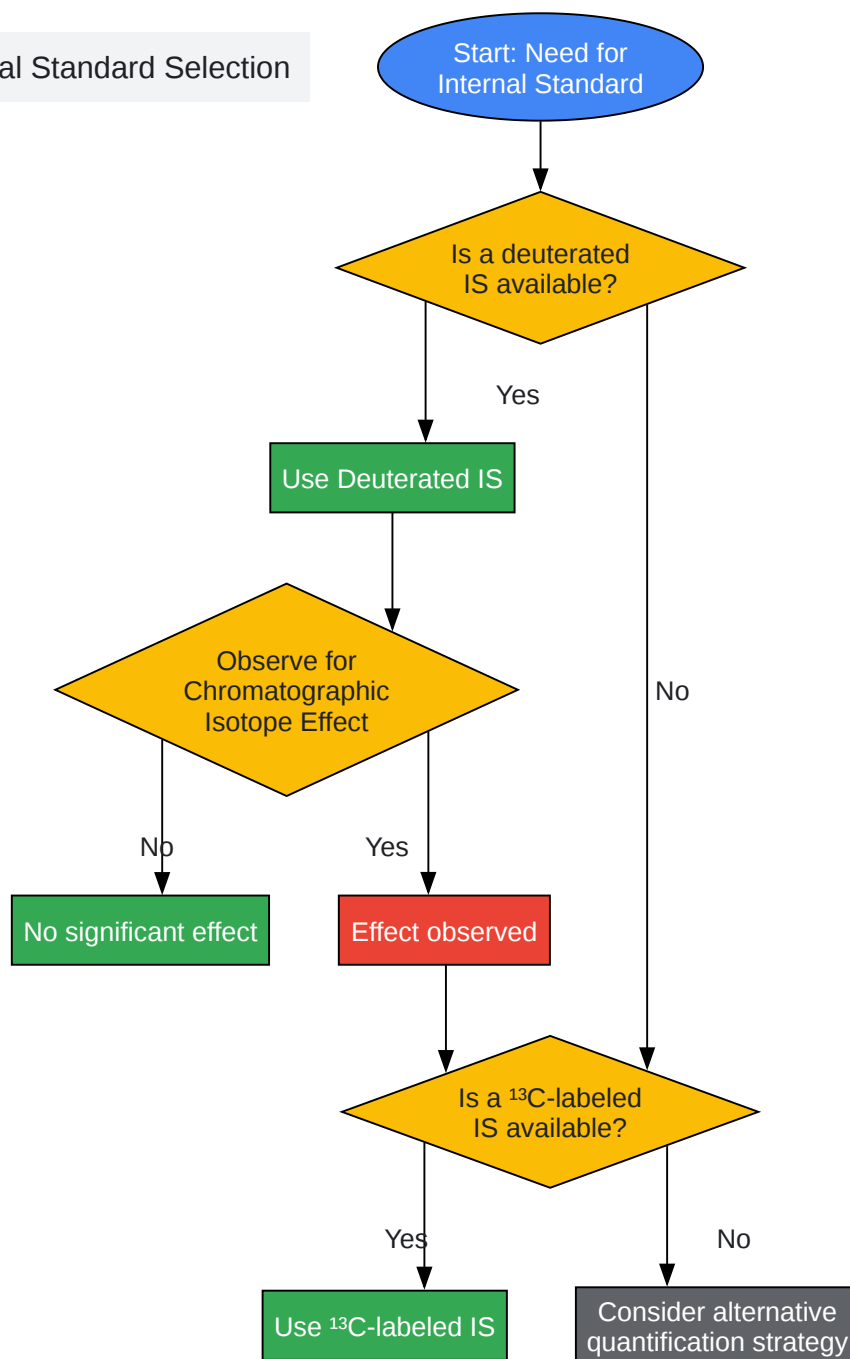 al Standard Selection
Start: Need for
Internal Standard
Is a deuterated
IS available?
Yes
Use Deuterated IS
Observe for
Chromatographic
Isotope Effect
No
No
Yes
No significant effect
Effect observed
Is a ¹³C-labeled
IS available?
Yes
No
Use ¹³C-labeled IS
Consider alternative
quantification strategy